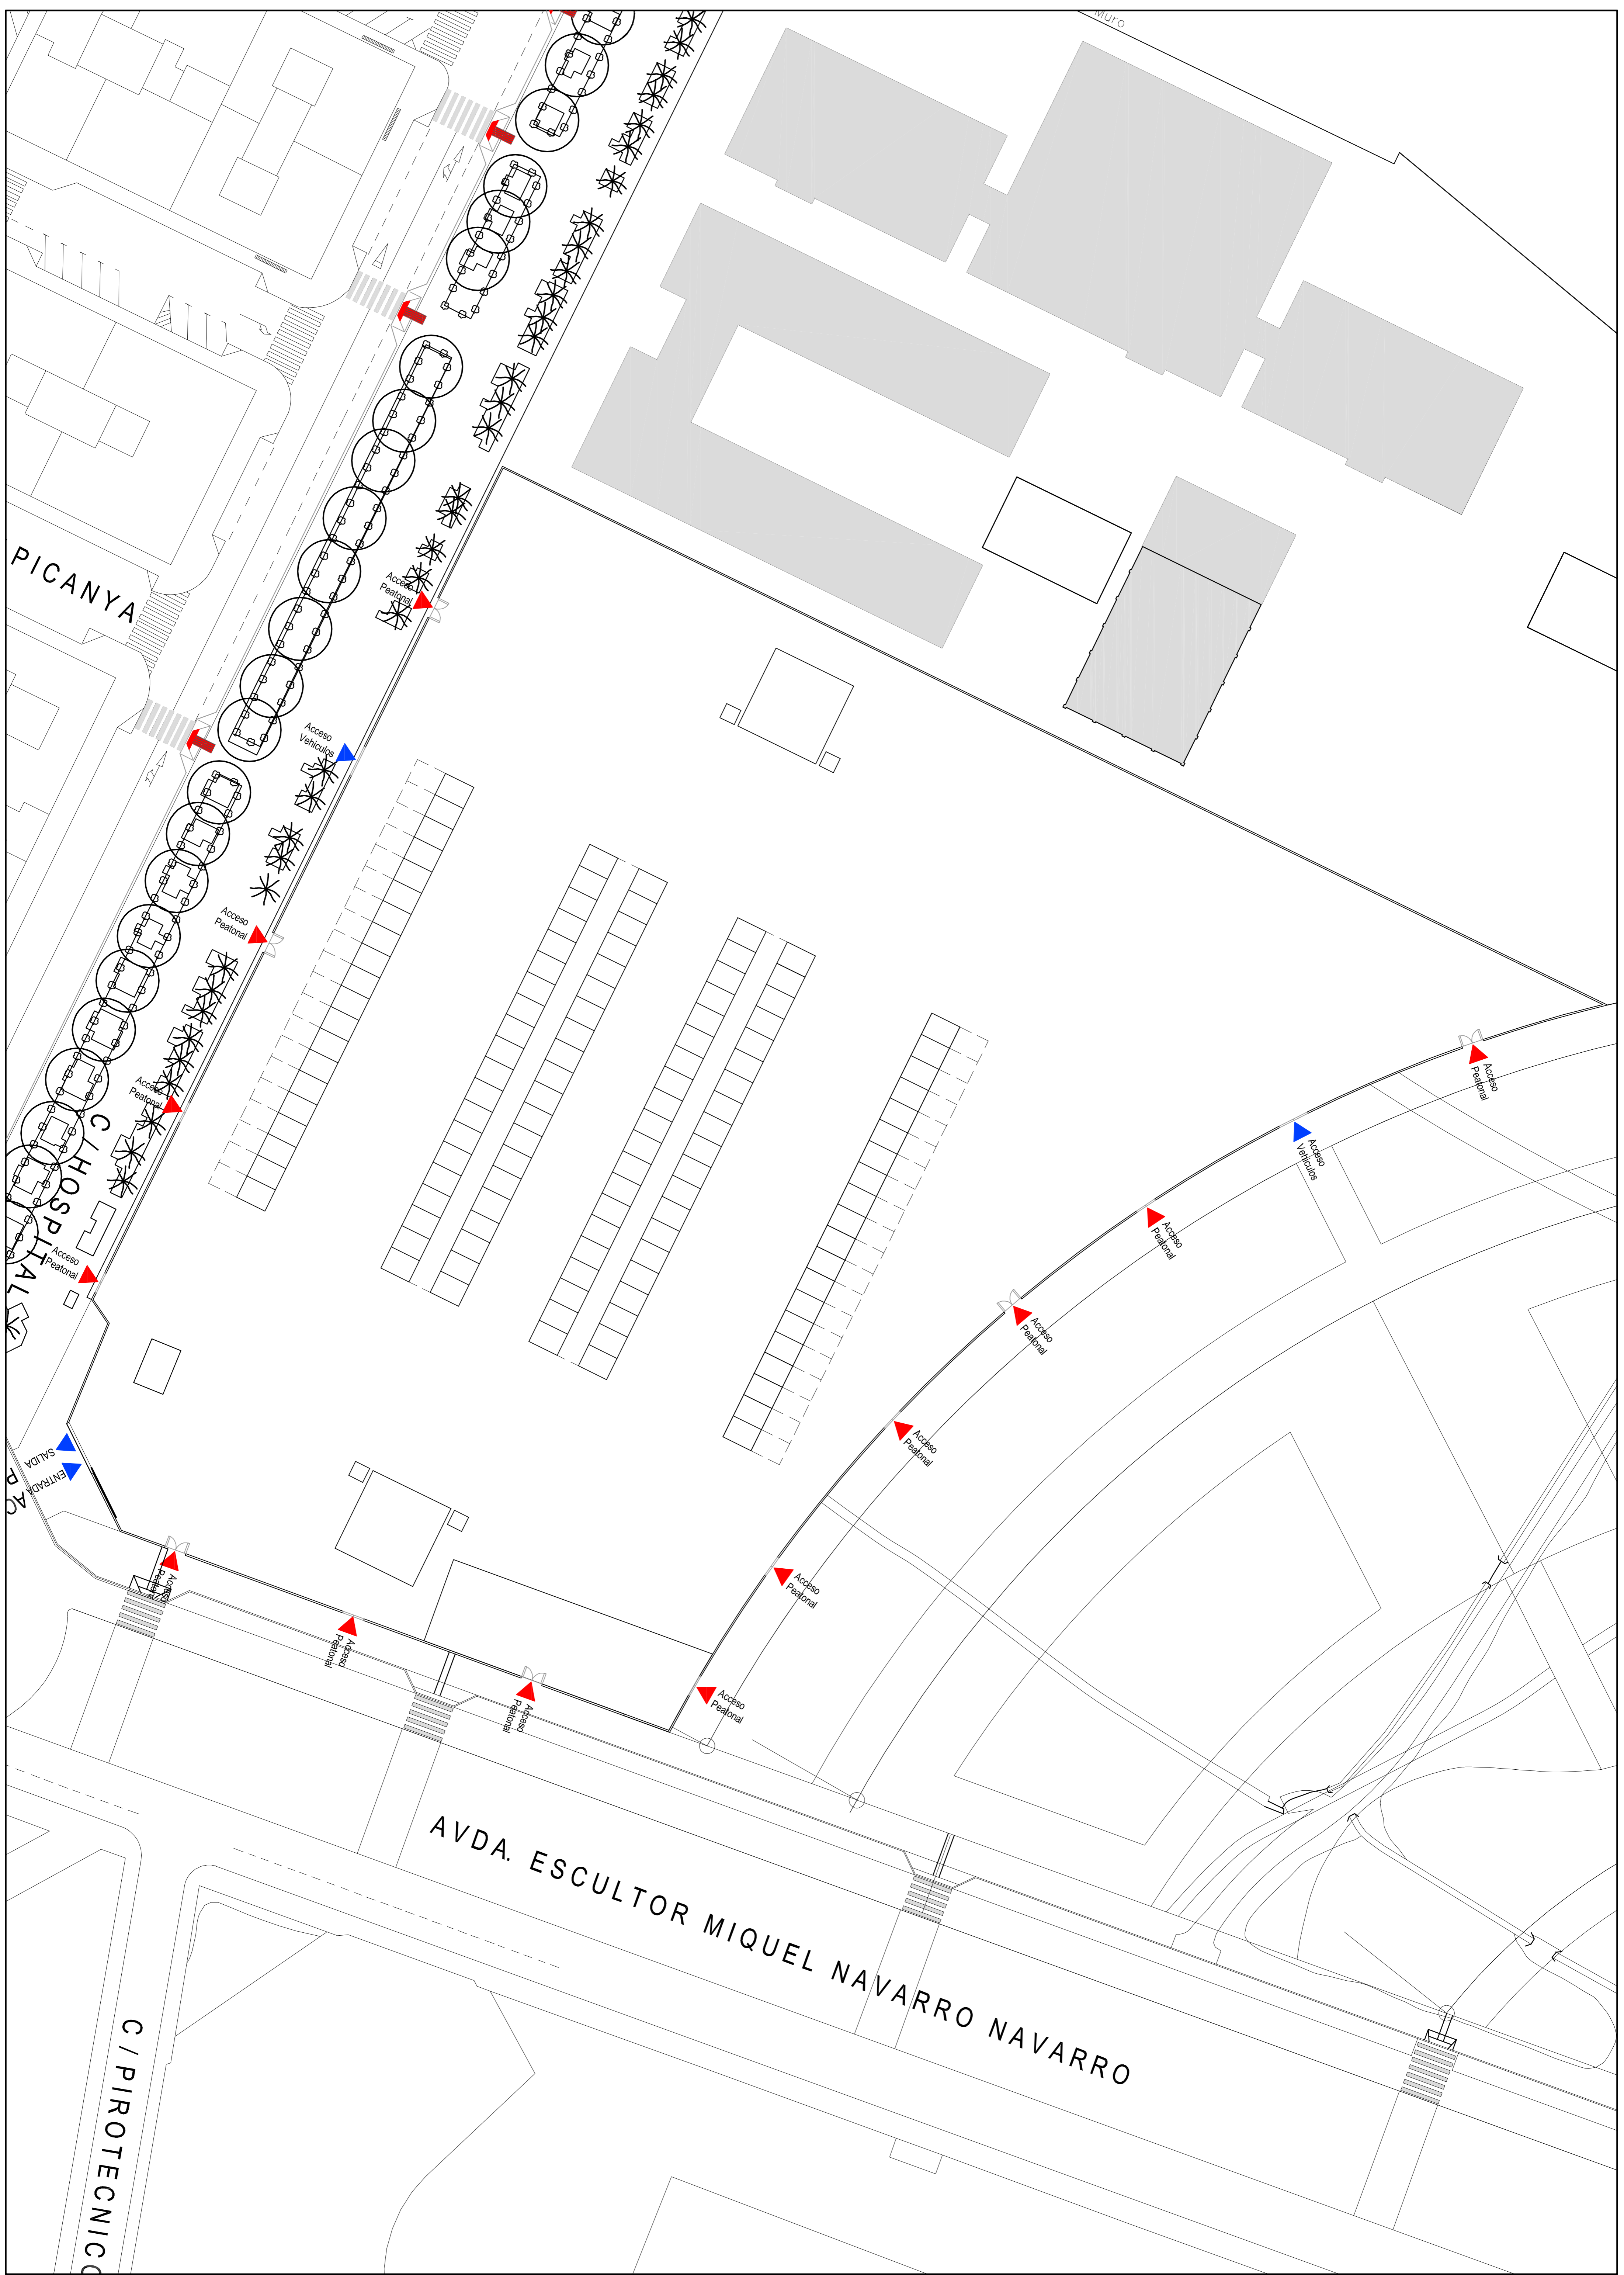 Muro
PICANYA
Acceso
Peatonal
Acceso
Vehiculos
Acceso
Peatonal
Acceso
Peatonal
C/HOSPITAL
Acceso
Peatonal
SALIDA
ENTRADA
Acceso
Peatonal
Acceso
Vehiculos
Acceso
Peatonal
Acceso
Peatonal
Acceso
Peatonal
Acceso
Peatonal
Acceso
Peatonal
Acceso
Peatonal
Acceso
Peatonal
Acceso
Peatonal
AVDA. ESCULTOR MIQUEL NAVARRO NAVARRO
C/PIROTECNICO